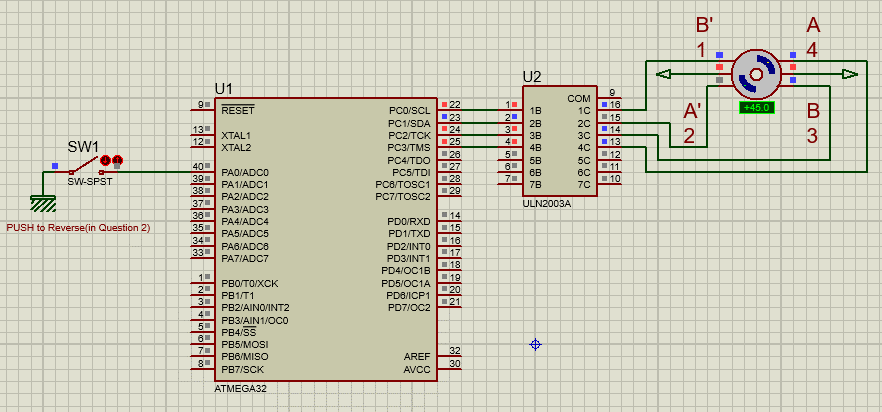 B'
A
1
4
A'
B
2
3
+45.0
U1
U2
SW1
SW-SPST
PUSH to Reverse(in Question 2)
9 RESET
13 XTAL1
12 XTAL2
40 PA0/ADC0
39 PA1/ADC1
38 PA2/ADC2
37 PA3/ADC3
36 PA4/ADC4
35 PA5/ADC5
34 PA6/ADC6
33 PA7/ADC7
1 PB0/T0/XCK
2 PB1/T1
3 PB2/AIN0/INT2
4 PB3/AIN1/OC0
5 PB4/SS
6 PB5/MOSI
7 PB6/MISO
8 PB7/SCK
PC0/SCL 22
PC1/SDA 23
PC2/TCK 24
PC3/TMS 25
PC4/TDO 26
PC5/TDI 27
PC6/TOSC1 28
PC7/TOSC2 29
PD0/RXD 14
PD1/TXD 15
PD2/INT0 16
PD3/INT1 17
PD4/OC1B 18
PD5/OC1A 19
PD6/ICP1 20
PD7/OC2 21
AREF 32
AVCC 30
ATMEGA32
COM 9
1 1B 1C 16
2 2B 2C 15
3 3B 3C 14
4 4B 4C 13
5 5B 5C 12
6 6B 6C 11
7 7B 7C 10
ULN2003A